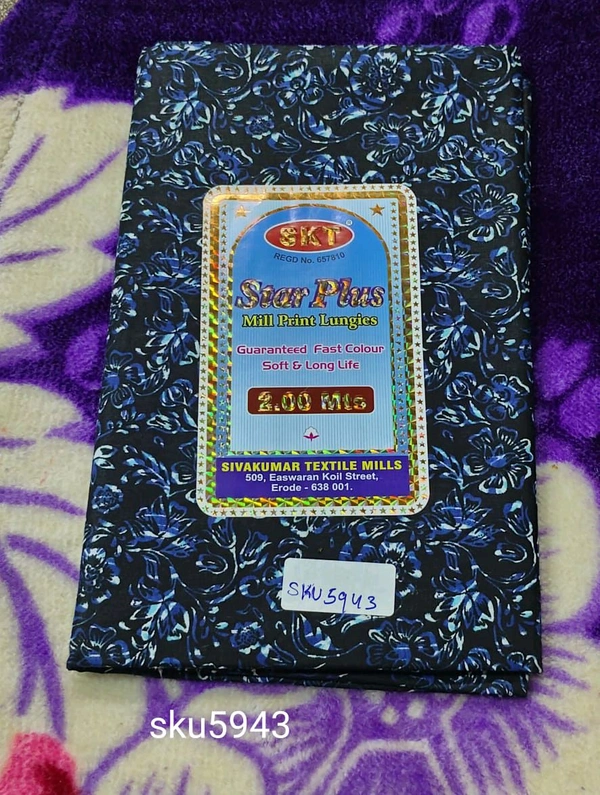 SKT
REGD No. 657810
Star Plus
Mill Print Lungies
Guaranteed Fast Colour
Soft & Long Life
2.00 Mts
SIVAKUMAR TEXTILE MILLS
509, Easwaran Koil Street,
Erode - 638 001.
SKU5943
sku5943